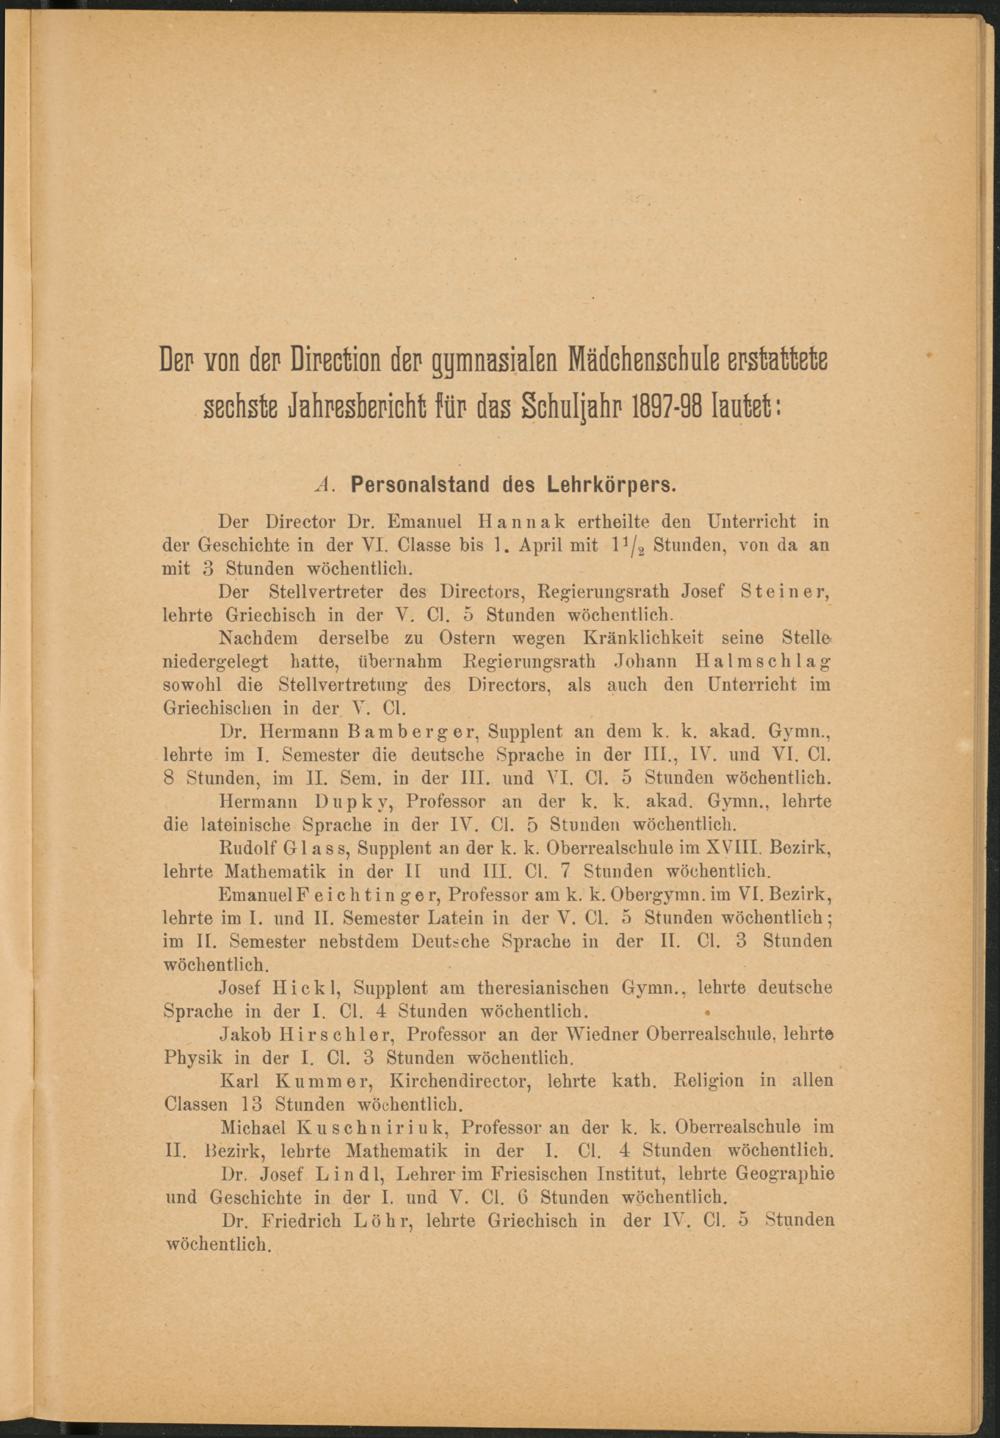 Der von der Direction der gymnasialen Mädchenschule erstattete
sechste Jahresbericht für das Schuljahr 1897-98 lautet:
A. Personalstand des Lehrkörpers.
Der Director Dr. Emanuel Hannak ertheilte den Unterricht in
der Geschichte in der VI. Classe bis 1. April mit 1 1/2 Stunden, von da an
mit 3 Stunden wöchentlich.
Der Stellvertreter des Directors, Regierungsrath Josef Steiner,
lehrte Griechisch in der V. Cl. 5 Stunden wöchentlich.
Nachdem derselbe zu Ostern wegen Kränklichkeit seine Stelle
niedergelegt hatte, übernahm Regierungsrath Johann Halmschlag
sowohl die Stellvertretung des Directors, als auch den Unterricht im
Griechischen in der V. Cl.
Dr. Hermann Bamberger, Supplent an dem k. k. akad. Gymn.,
lehrte im I. Semester die deutsche Sprache in der III., IV. und VI. Cl.
8 Stunden, im II. Sem. in der III. und VI. Cl. 5 Stunden wöchentlich.
Hermann Dupky, Professor an der k. k. akad. Gymn., lehrte
die lateinische Sprache in der IV. Cl. 5 Stunden wöchentlich.
Rudolf Glass, Supplent an der k. k. Oberrealschule im XVIII. Bezirk,
lehrte Mathematik in der II und III. Cl. 7 Stunden wöchentlich.
Emanuel Feichtinger, Professor am k. k. Obergymn. im VI. Bezirk,
lehrte im I. und II. Semester Latein in der V. Cl. 5 Stunden wöchentlich;
im II. Semester nebstdem Deutsche Sprache in der II. Cl. 3 Stunden
wöchentlich.
Josef Hickl, Supplent am theresianischen Gymn., lehrte deutsche
Sprache in der I. Cl. 4 Stunden wöchentlich.
Jakob Hirschler, Professor an der Wiedner Oberrealschule, lehrte
Physik in der I. Cl. 3 Stunden wöchentlich.
Karl Kummer, Kirchendirector, lehrte kath. Religion in allen
Classen 13 Stunden wöchentlich.
Michael Kuschniriuk, Professor an der k. k. Oberrealschule im
II. Bezirk, lehrte Mathematik in der I. Cl. 4 Stunden wöchentlich.
Dr. Josef Lindl, Lehrer im Friesischen Institut, lehrte Geographie
und Geschichte in der I. und V. Cl. 6 Stunden wöchentlich.
Dr. Friedrich Löhr, lehrte Griechisch in der IV. Cl. 5 Stunden
wöchentlich.